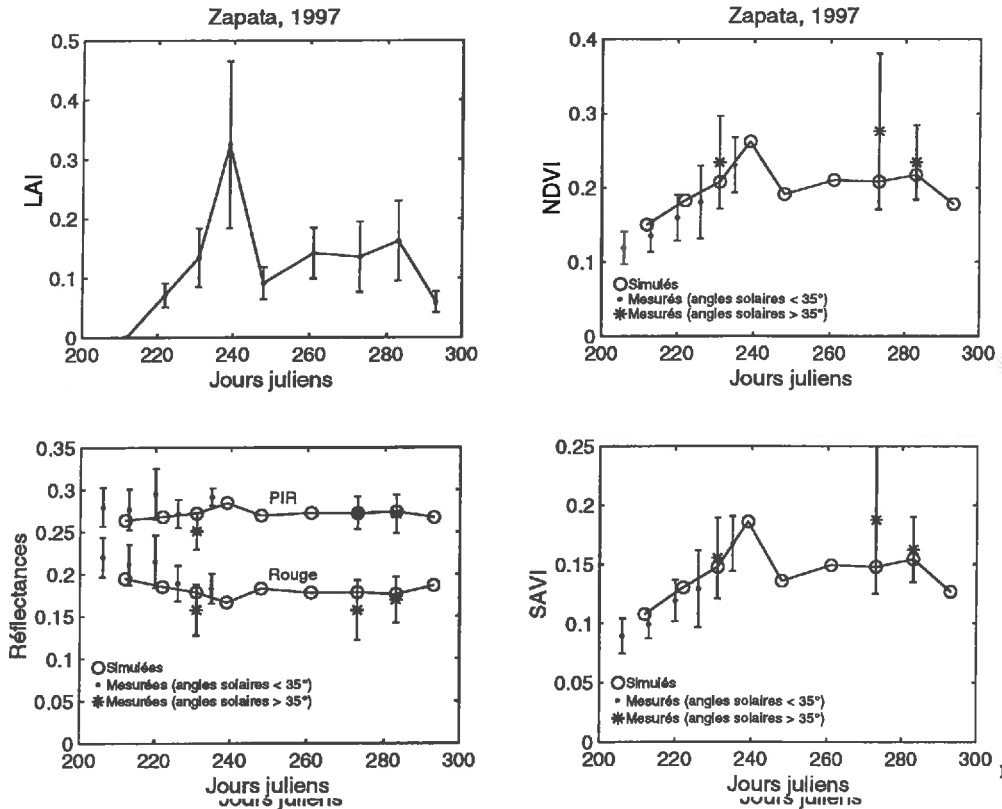 Zapata, 1997
0.5
0.4
0.3
0.2
0.1
0
LAI
200 220 240 260 280 300
Jours juliens
Zapata, 1997
0.4
0.3
0.2
0.1
0
NDVI
Simulés
Mesurés (angles solaires < 35°)
Mesurés (angles solaires > 35°)
200 220 240 260 280 300
Jours juliens
0.35
0.3
0.25
0.2
0.15
0.1
0.05
0
Réflectances
PIR
Rouge
Simulées
Mesurées (angles solaires < 35°)
Mesurées (angles solaires > 35°)
200 220 240 260 280 300
Jours juliens
Jours juliens
0.25
0.2
0.15
0.1
0.05
0
SAVI
Simulés
Mesurés (angles solaires < 35°)
Mesurés (angles solaires > 35°)
200 220 240 260 280 300
Jours juliens
Jours juliens